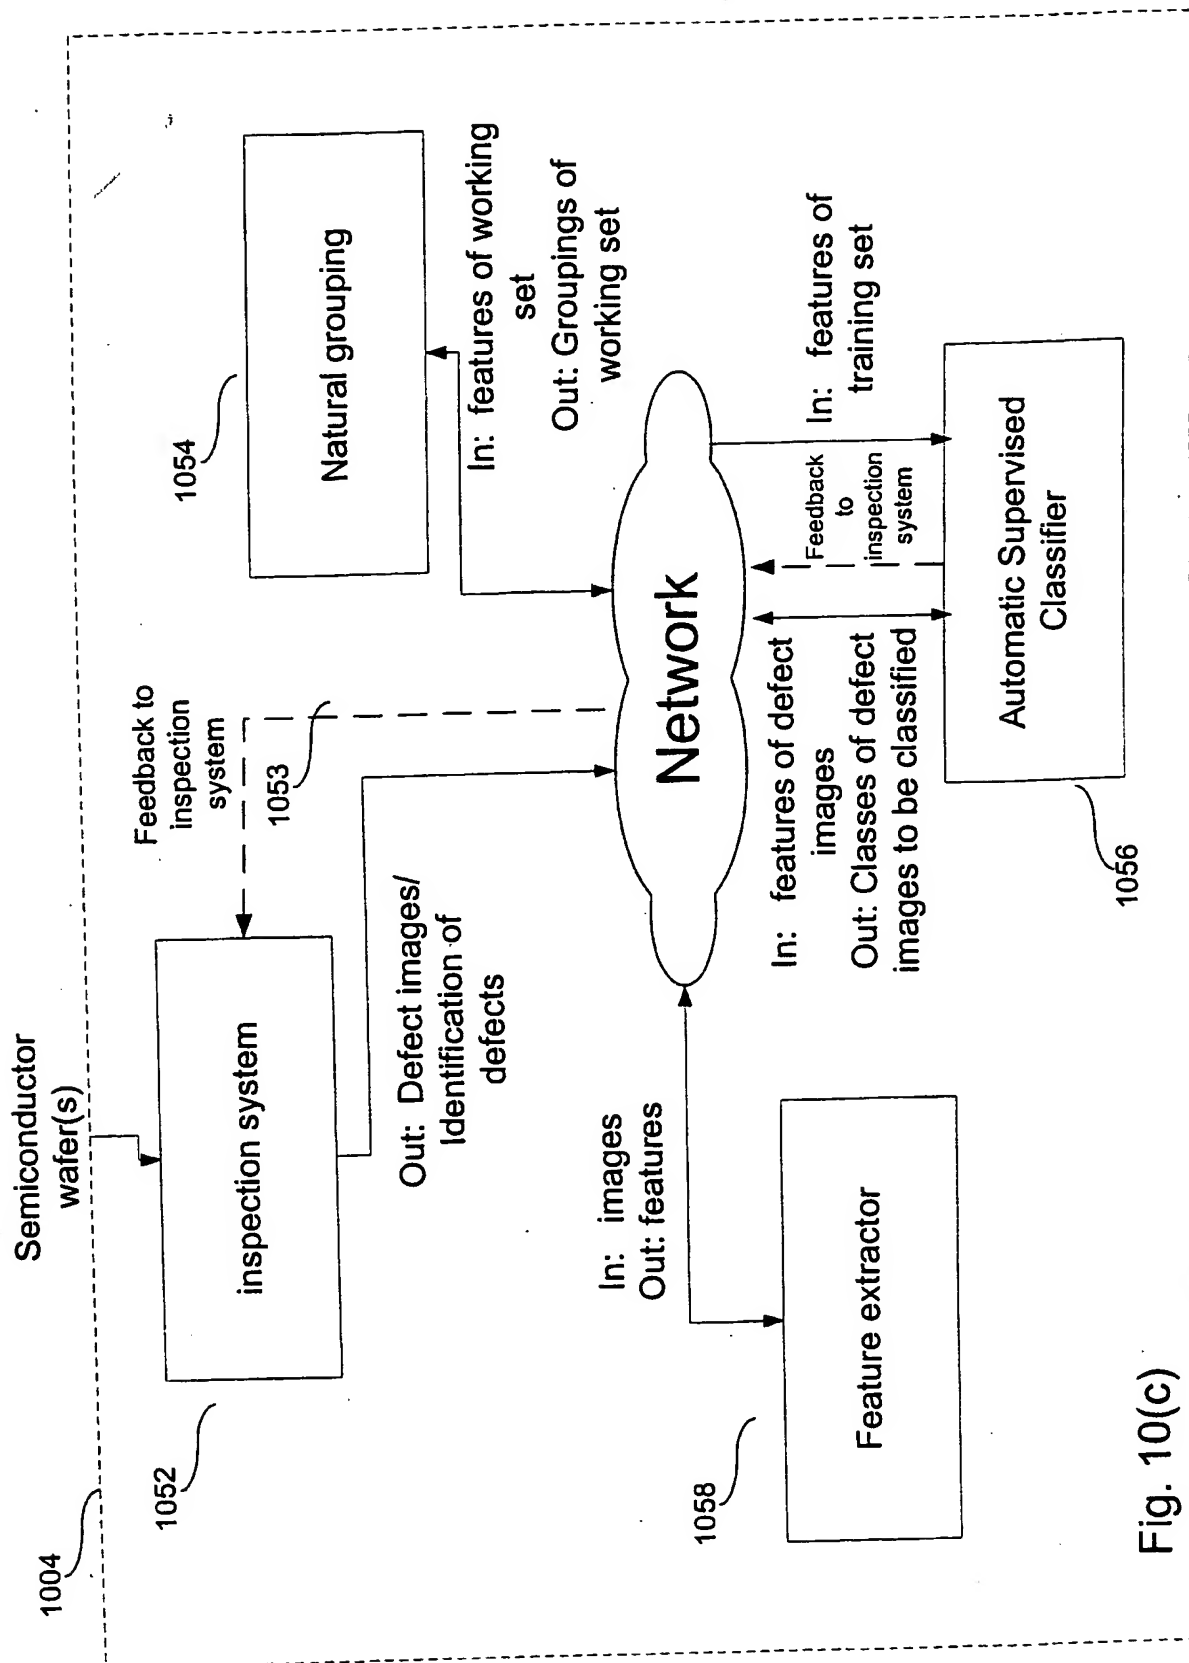 1004
Semiconductor
wafer(s)
1052
inspection system
Feedback to
inspection
system
1053
1054
Natural grouping
Out: Defect images/
Identification of
defects
In: features of working
set
Out: Groupings of
working set
Network
In: images
Out: features
1058
Feature extractor
In: features of defect
images
Out: Classes of defect
images to be classified
Feedback
to
inspection
system
In: features of
training set
1056
Automatic Supervised
Classifier
Fig. 10(c)